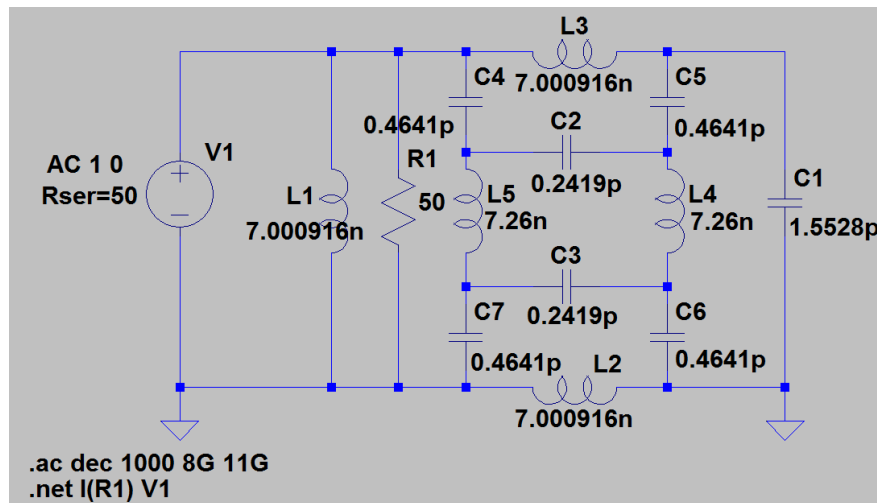 L3
C4
7.000916n
C5
0.4641p
C2
0.4641p
AC 1 0
V1
R1
Rser=50
L1
50
L5
0.2419p
L4
C1
7.000916n
7.26n
7.26n
1.5528p
C3
C7
0.2419p
C6
0.4641p
L2
0.4641p
7.000916n
.ac dec 1000 8G 11G
.net I(R1) V1